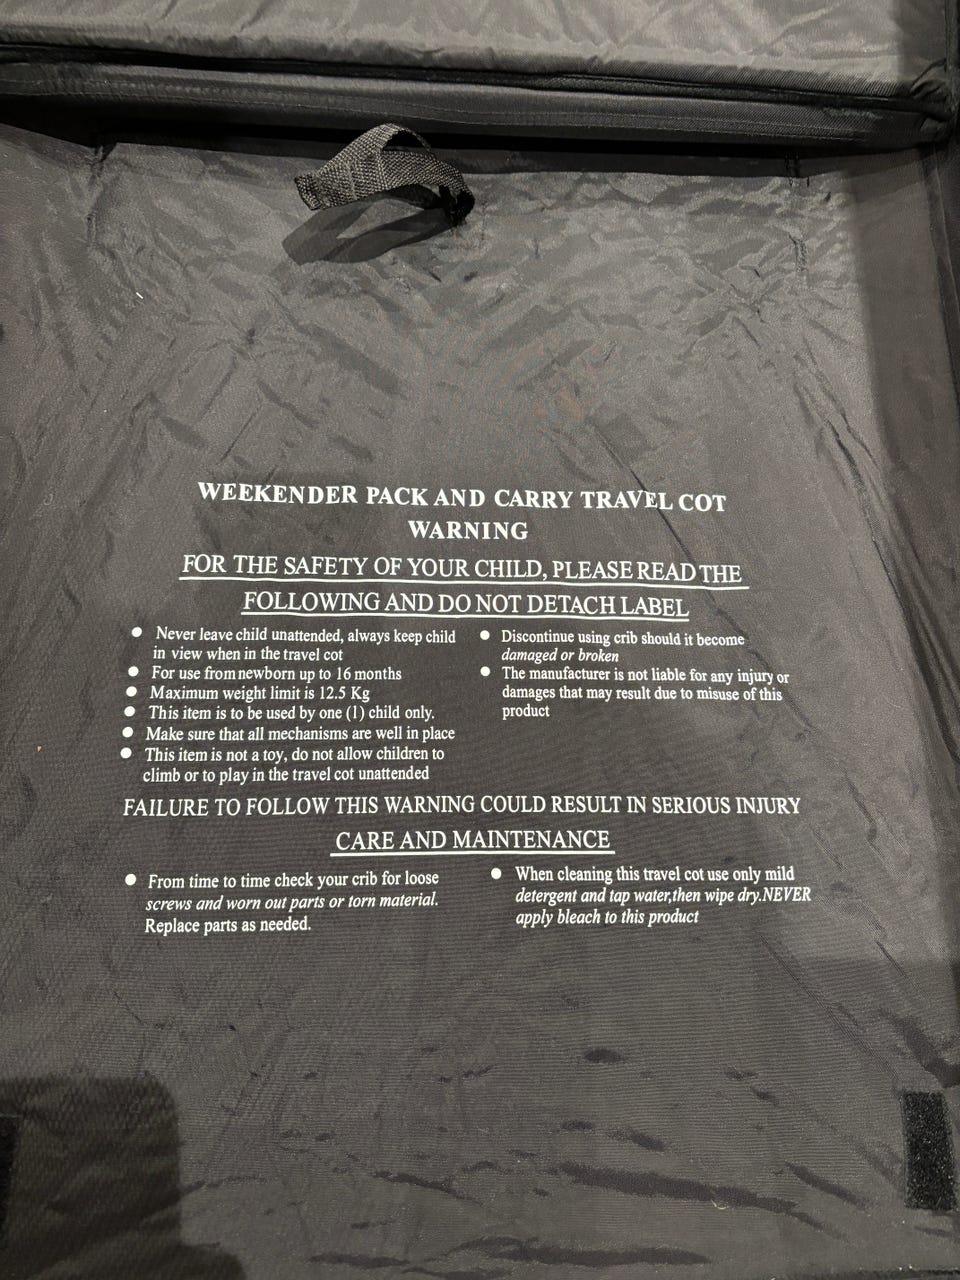 WEEKENDER PACK AND CARRY TRAVEL COT
WARNING
FOR THE SAFETY OF YOUR CHILD, PLEASE READ THE
FOLLOWING AND DO NOT DETACH LABEL
● Never leave child unattended, always keep child
in view when in the travel cot
● For use from newborn up to 16 months
● Maximum weight limit is 12.5 Kg
● This item is to be used by one (1) child only.
● Make sure that all mechanisms are well in place
● This item is not a toy, do not allow children to
climb or to play in the travel cot unattended
● Discontinue using crib should it become
damaged or broken
● The manufacturer is not liable for any injury or
damages that may result due to misuse of this
product
FAILURE TO FOLLOW THIS WARNING COULD RESULT IN SERIOUS INJURY
CARE AND MAINTENANCE
● From time to time check your crib for loose
screws and worn out parts or torn material.
Replace parts as needed.
● When cleaning this travel cot use only mild
detergent and tap water,then wipe dry.NEVER
apply bleach to this product